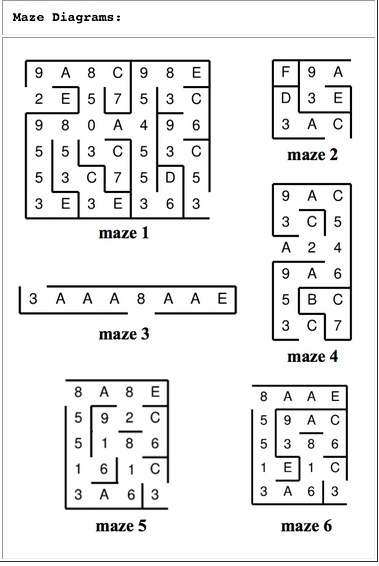 Maze Diagrams:
9 A 8 C 9 8 E
2 E 5 7 5 3 C
9 8 0 A 4 9 6
5 5 3 C 5 3 C
5 3 C 7 5 D 5
3 E 3 E 3 6 3
maze 1
F 9 A
D 3 E
3 A C
maze 2
3 A A A 8 A A E
maze 3
9 A C
3 C 5
A 2 4
9 A 6
5 B C
3 C 7
maze 4
8 A 8 E
5 9 2 C
5 1 8 6
1 6 1 C
3 A 6 3
maze 5
8 A A E
5 9 A C
5 3 8 6
1 E 1 C
3 A 6 3
maze 6